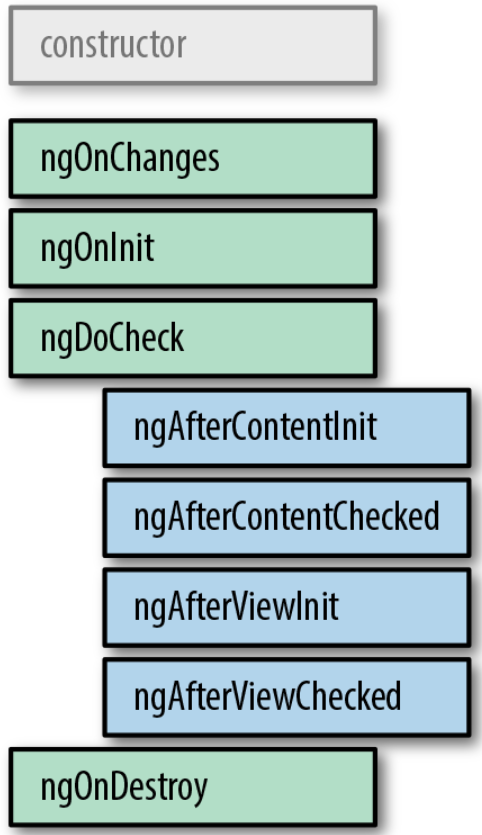 constructor
ngOnChanges
ngOnInit
ngDoCheck
ngAfterContentInit
ngAfterContentChecked
ngAfterViewInit
ngAfterViewChecked
ngOnDestroy